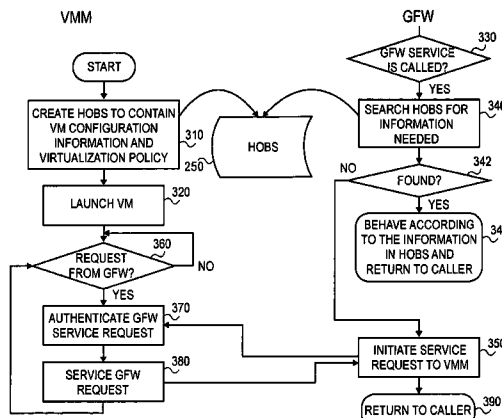 VMM
GFW
START
330
GFW SERVICE
IS CALLED?
YES
CREATE HOBS TO CONTAIN
VM CONFIGURATION
INFORMATION AND
VIRTUALIZATION POLICY
310
HOBS
250
SEARCH HOBS FOR
INFORMATION
NEEDED
340
LAUNCH VM
320
NO
FOUND?
342
YES
BEHAVE ACCORDING
TO THE INFORMATION
IN HOBS AND
RETURN TO CALLER
REQUEST
FROM GFW?
360
NO
YES
AUTHENTICATE GFW
SERVICE REQUEST
370
SERVICE GFW
REQUEST
380
INITIATE SERVICE
REQUEST TO VMM
350
RETURN TO CALLER
390